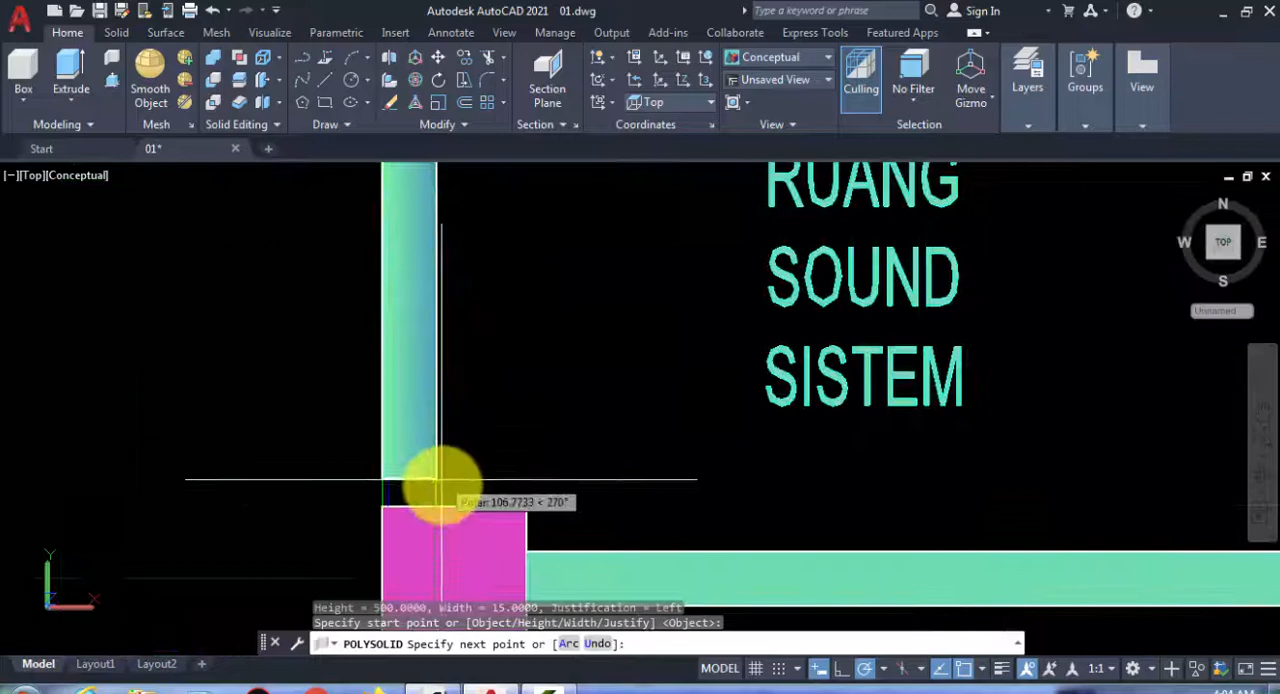 Autodesk AutoCAD 2021 01.dwg
Type a keyword or phrase
Sign In
Home Solid Surface Mesh Visualize Parametric Insert Annotate View Manage Output Add-ins Collaborate Express Tools Featured Apps
Box
Extrude
Smooth
Object
Section
Plane
Conceptual
Unsaved View
Top
Culling
No Filter
Move
Gizmo
Layers
Groups
View
Modeling
Mesh
Solid Editing
Draw
Modify
Section
Coordinates
View
Selection
Start
01*
[−][Top][Conceptual]
RUANG
SOUND
SISTEM
N
W
TOP
E
S
Unnamed
Polar: 106.7733 < 270°
Y
X
Height = 500.0000, Width = 15.0000, Justification = Left
Specify start point or [Object/Height/Width/Justify] <Object>:
POLYSOLID Specify next point or [Arc Undo]:
Model
Layout1
Layout2
MODEL
1:1